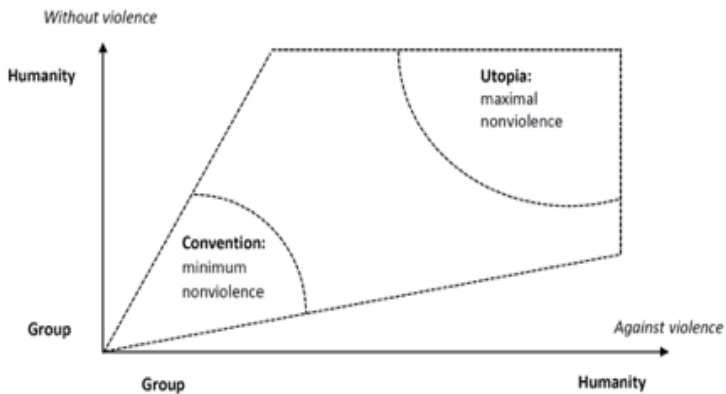 Without violence
Humanity
Utopia:
maximal
nonviolence
Convention:
minimum
nonviolence
Group
Against violence
Group
Humanity